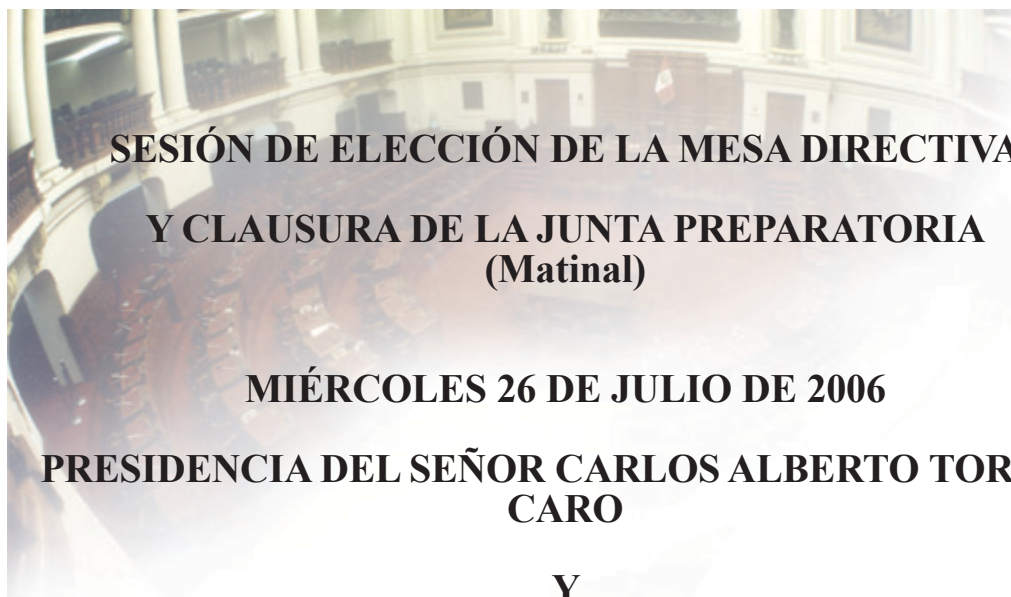 SESIÓN DE ELECCIÓN DE LA MESA DIRECTIVA
Y CLAUSURA DE LA JUNTA PREPARATORIA
(Matinal)
MIÉRCOLES 26 DE JULIO DE 2006
PRESIDENCIA DEL SEÑOR CARLOS ALBERTO TOR
CARO
Y